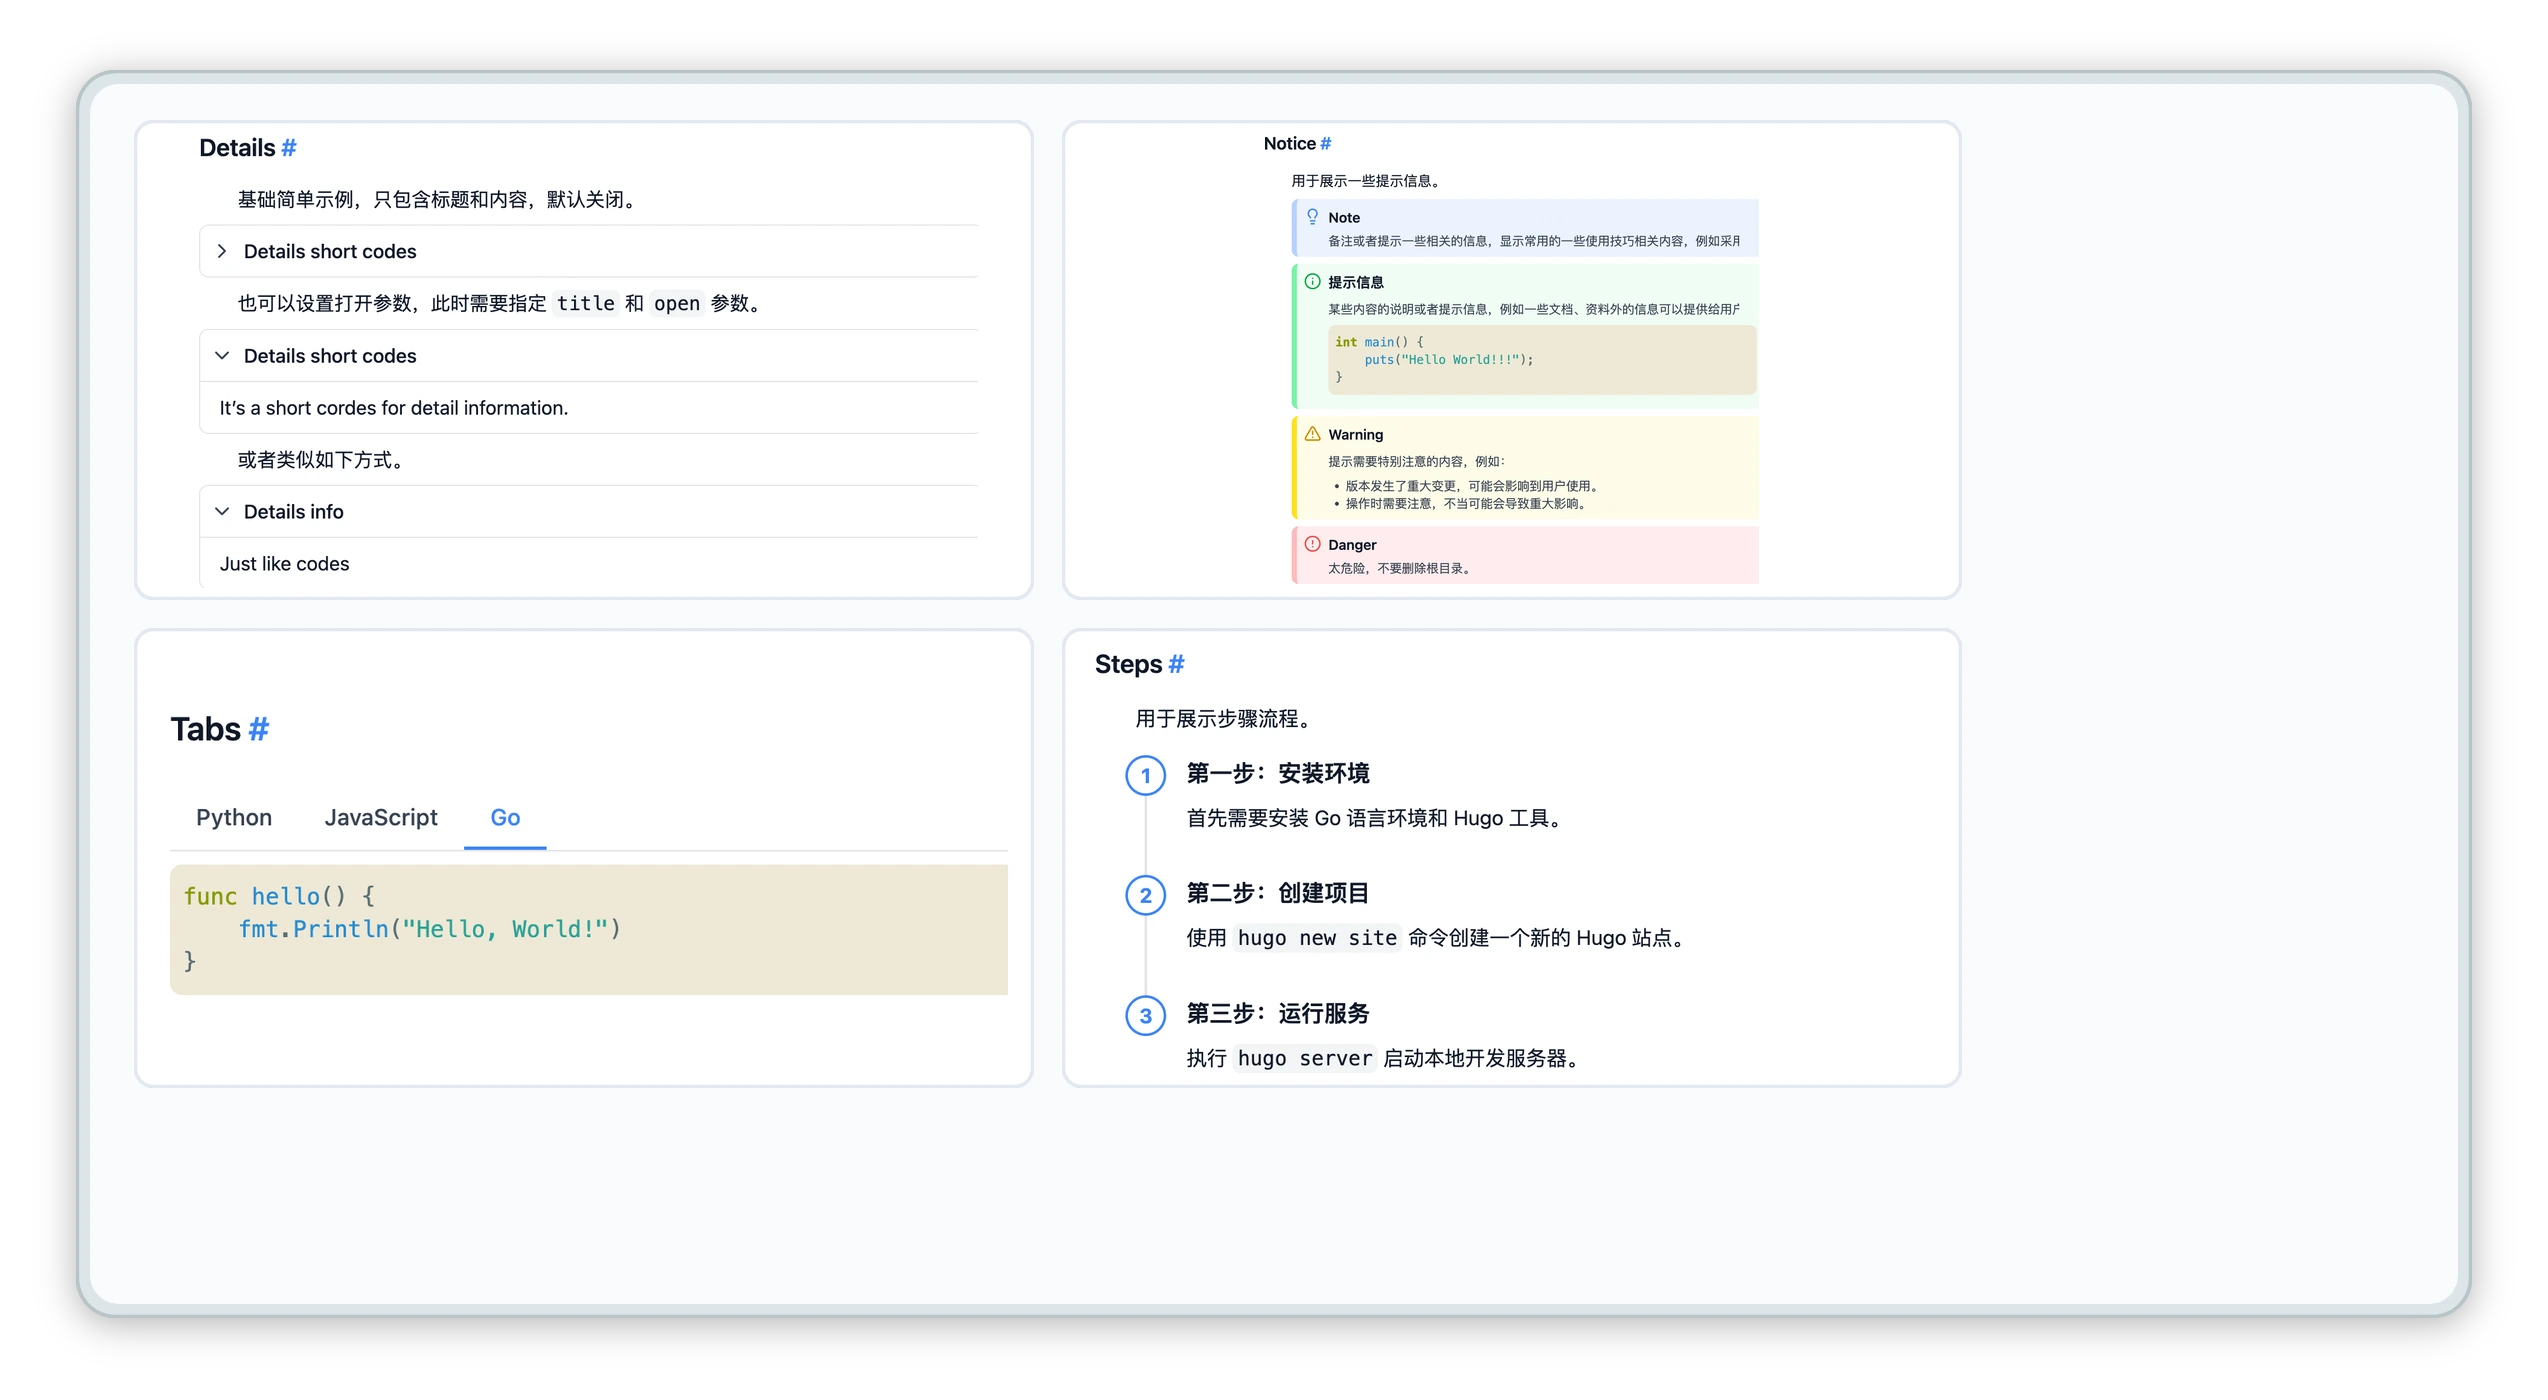 Details #
基础简单示例，只包含标题和内容，默认关闭。
Details short codes
也可以设置打开参数，此时需要指定 title 和 open 参数。
Details short codes
It’s a short cordes for detail information.
或者类似如下方式。
Details info
Just like codes
Notice #
用于展示一些提示信息。
Note
备注或者提示一些相关的信息，显示常用的一些使用技巧相关内容，例如采用
提示信息
某些内容的说明或者提示信息，例如一些文档、资料外的信息可以提供给用户
int main() {
    puts("Hello World!!!");
}
Warning
提示需要特别注意的内容，例如：
• 版本发生了重大变更，可能会影响到用户使用。
• 操作时需要注意，不当可能会导致重大影响。
Danger
太危险，不要删除根目录。
Tabs #
Python JavaScript Go
func hello() {
    fmt.Println("Hello, World!")
}
Steps #
用于展示步骤流程。
1 第一步：安装环境
首先需要安装 Go 语言环境和 Hugo 工具。
2 第二步：创建项目
使用 hugo new site 命令创建一个新的 Hugo 站点。
3 第三步：运行服务
执行 hugo server 启动本地开发服务器。